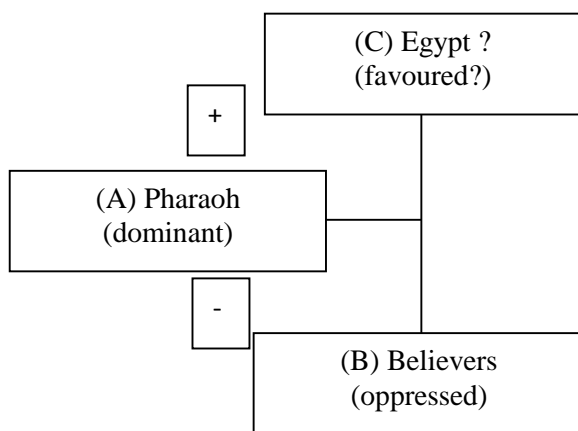 (C) Egypt ?
(favoured?)
+
(A) Pharaoh
(dominant)
-
(B) Believers
(oppressed)